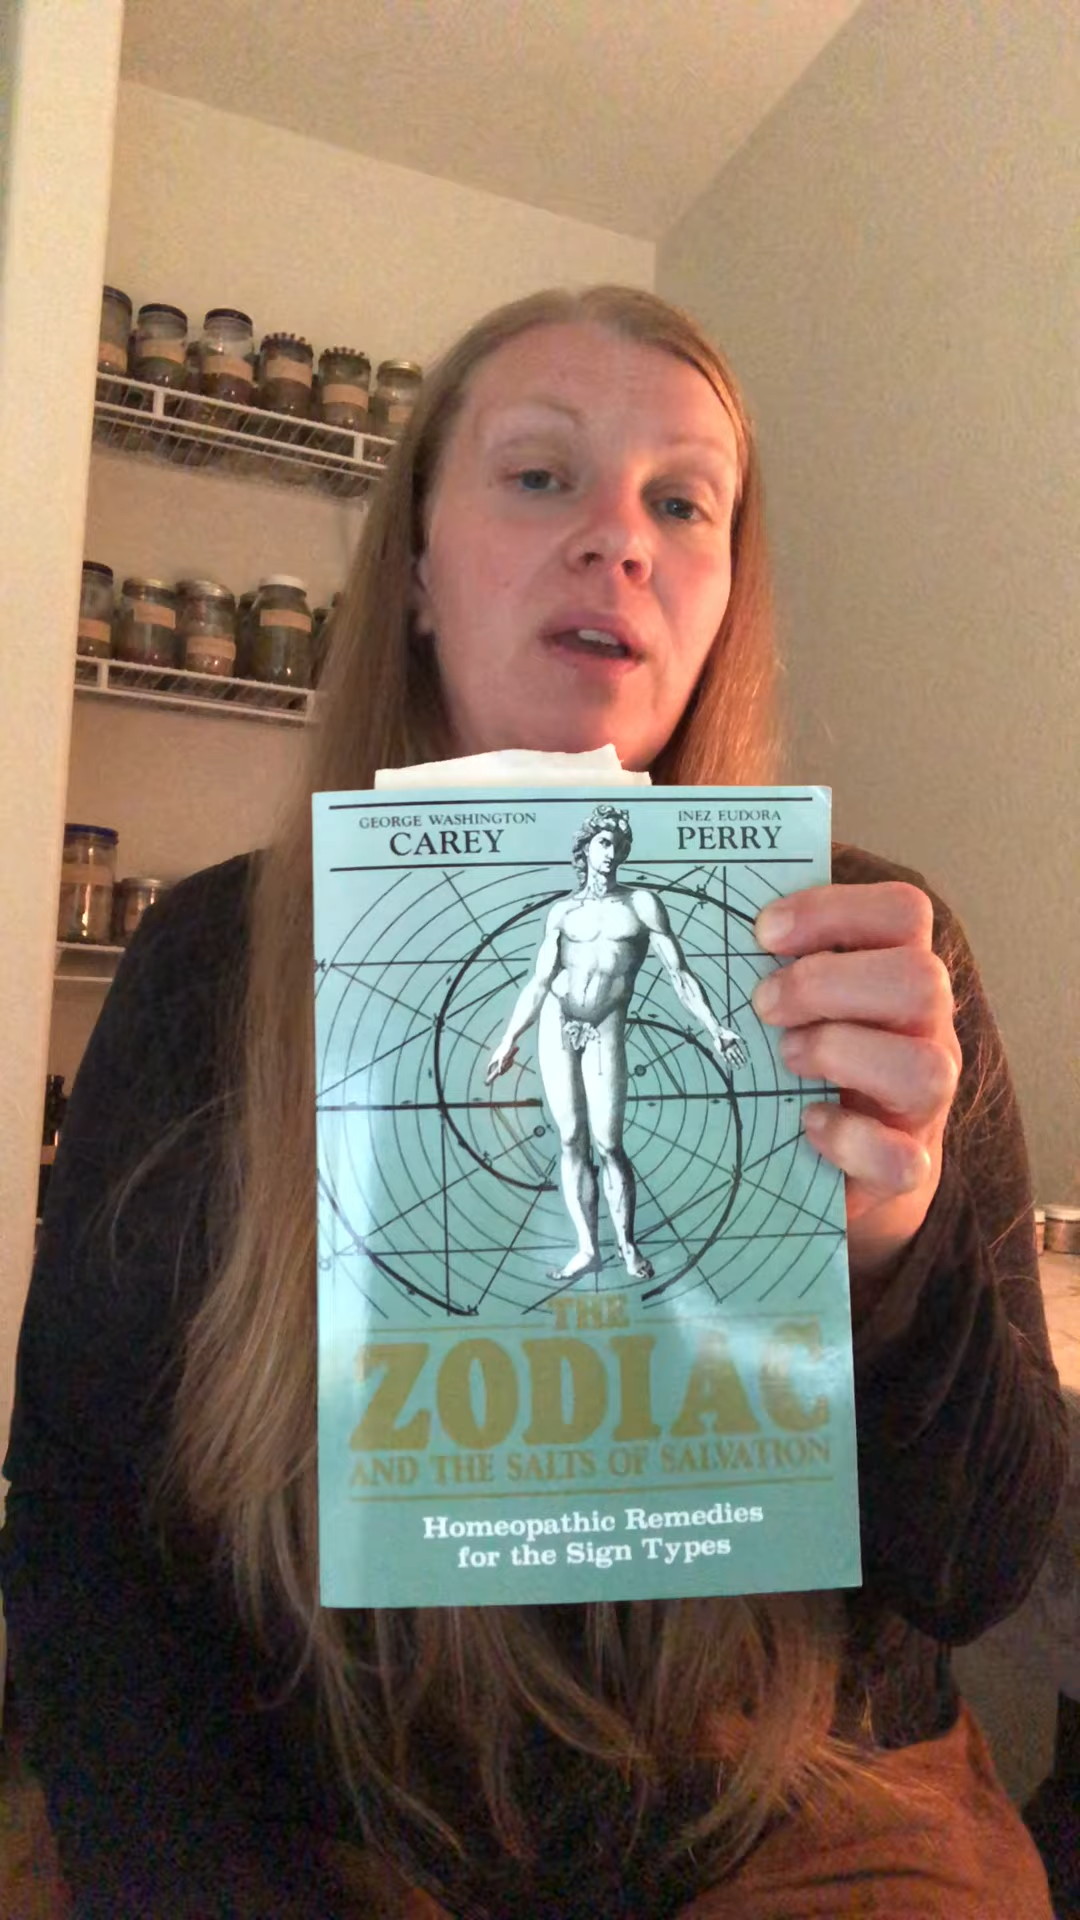 GEORGE WASHINGTON
CAREY
INEZ EUDORA
PERRY
THE
ZODIAC
AND THE SALTS OF SALVATION
Homeopathic Remedies
for the Sign Types